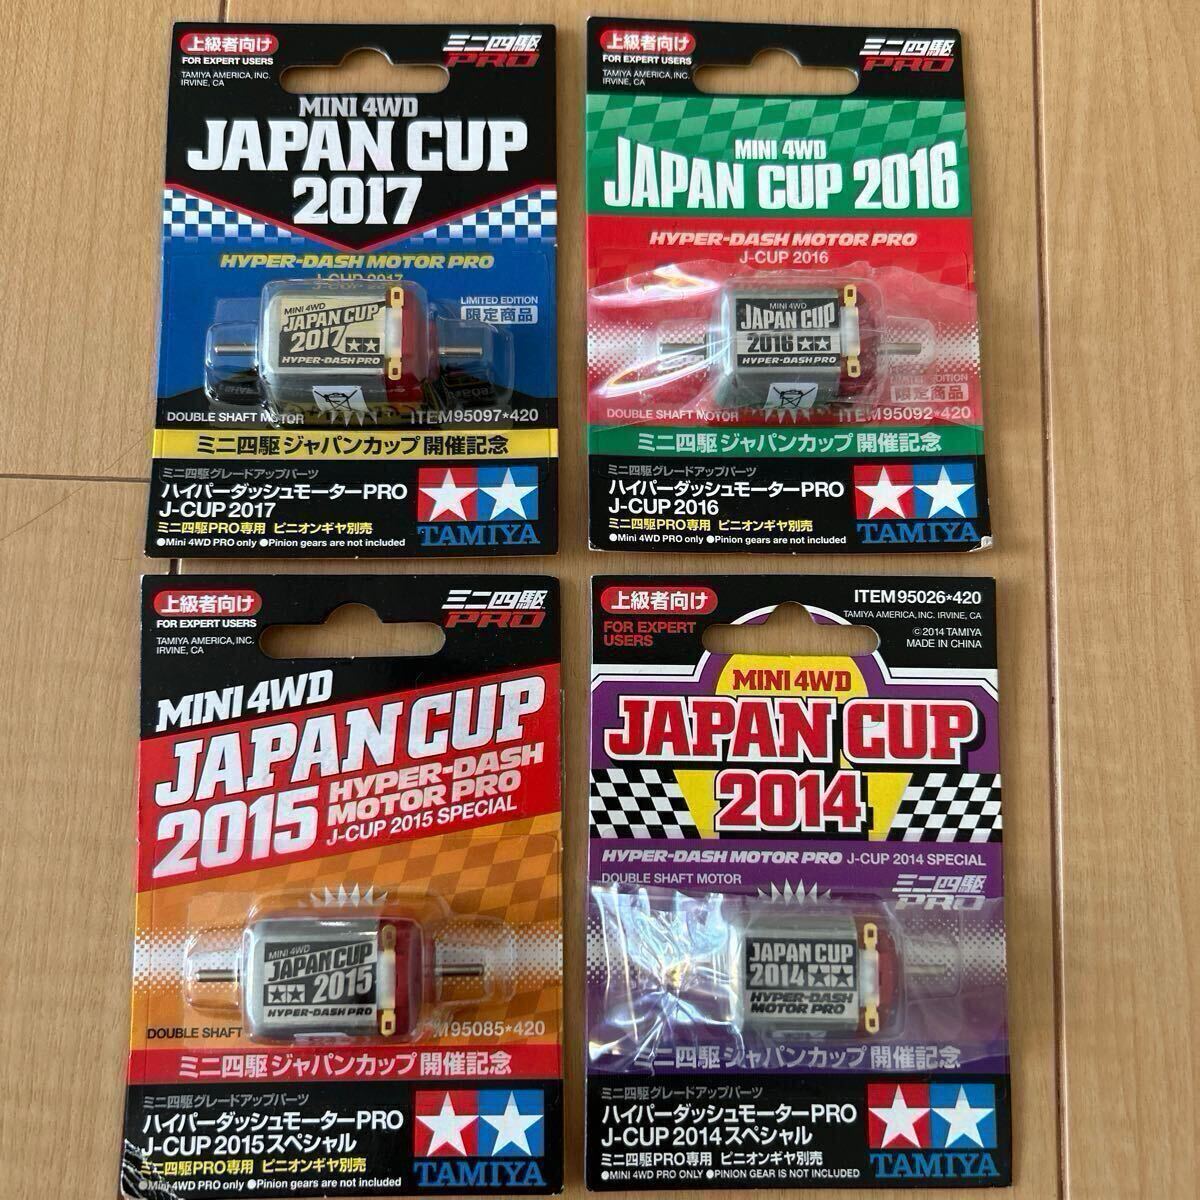 上級者向け
FOR EXPERT USERS
TAMIYA AMERICA, INC.
IRVINE, CA
ミニ四駆
PRO
MINI 4WD
JAPAN CUP
2017
HYPER-DASH MOTOR PRO
J-CUP 2017
LIMITED EDITION
限定商品
MINI 4WD
JAPAN CUP
2017
HYPER-DASH PRO
DOUBLE SHAFT MOTOR
ITEM 95097*420
ミニ四駆 ジャパンカップ 開催記念
ミニ四駆グレードアップパーツ
ハイパーダッシュモーターPRO
J-CUP 2017
ミニ四駆PRO専用 ピニオンギヤ別売
●Mini 4WD PRO only ●Pinion gears are not included
TAMIYA
上級者向け
FOR EXPERT USERS
TAMIYA AMERICA, INC.
IRVINE, CA
ミニ四駆
PRO
MINI 4WD
JAPAN CUP 2016
HYPER-DASH MOTOR PRO
J-CUP 2016
MINI 4WD
JAPAN CUP
2016
HYPER-DASH PRO
EDITION
限定商品
DOUBLE SHAFT MOTOR
ITEM 95092*420
ミニ四駆 ジャパンカップ 開催記念
ミニ四駆グレードアップパーツ
ハイパーダッシュモーターPRO
J-CUP 2016
ミニ四駆PRO専用 ピニオンギヤ別売
●Mini 4WD PRO only ●Pinion gears are not included
TAMIYA
上級者向け
FOR EXPERT USERS
TAMIYA AMERICA, INC.
IRVINE, CA
ミニ四駆
PRO
MINI 4WD
JAPAN CUP
2015
HYPER-DASH
MOTOR PRO
J-CUP 2015 SPECIAL
MINI 4WD
JAPAN CUP
2015
HYPER-DASH PRO
DOUBLE SHAFT
M 95085*420
ミニ四駆 ジャパンカップ 開催記念
ミニ四駆グレードアップパーツ
ハイパーダッシュモーターPRO
J-CUP 2015 スペシャル
ミニ四駆PRO専用 ピニオンギヤ別売
●Mini 4WD PRO only ●Pinion gears are not included
TAMIYA
上級者向け
FOR EXPERT
USERS
ITEM 95026*420
TAMIYA AMERICA, INC. IRVINE, CA
©2014 TAMIYA
MADE IN CHINA
MINI 4WD
JAPAN CUP
2014
HYPER-DASH MOTOR PRO J-CUP 2014 SPECIAL
DOUBLE SHAFT MOTOR
ミニ四駆
PRO
JAPAN CUP
2014
HYPER-DASH
MOTOR PRO
ミニ四駆 ジャパンカップ 開催記念
ミニ四駆グレードアップパーツ
ハイパーダッシュモーターPRO
J-CUP 2014 スペシャル
ミニ四駆PRO専用 ピニオンギヤ別売
●MINI 4WD PRO ONLY ●PINION GEAR IS NOT INCLUDED
TAMIYA